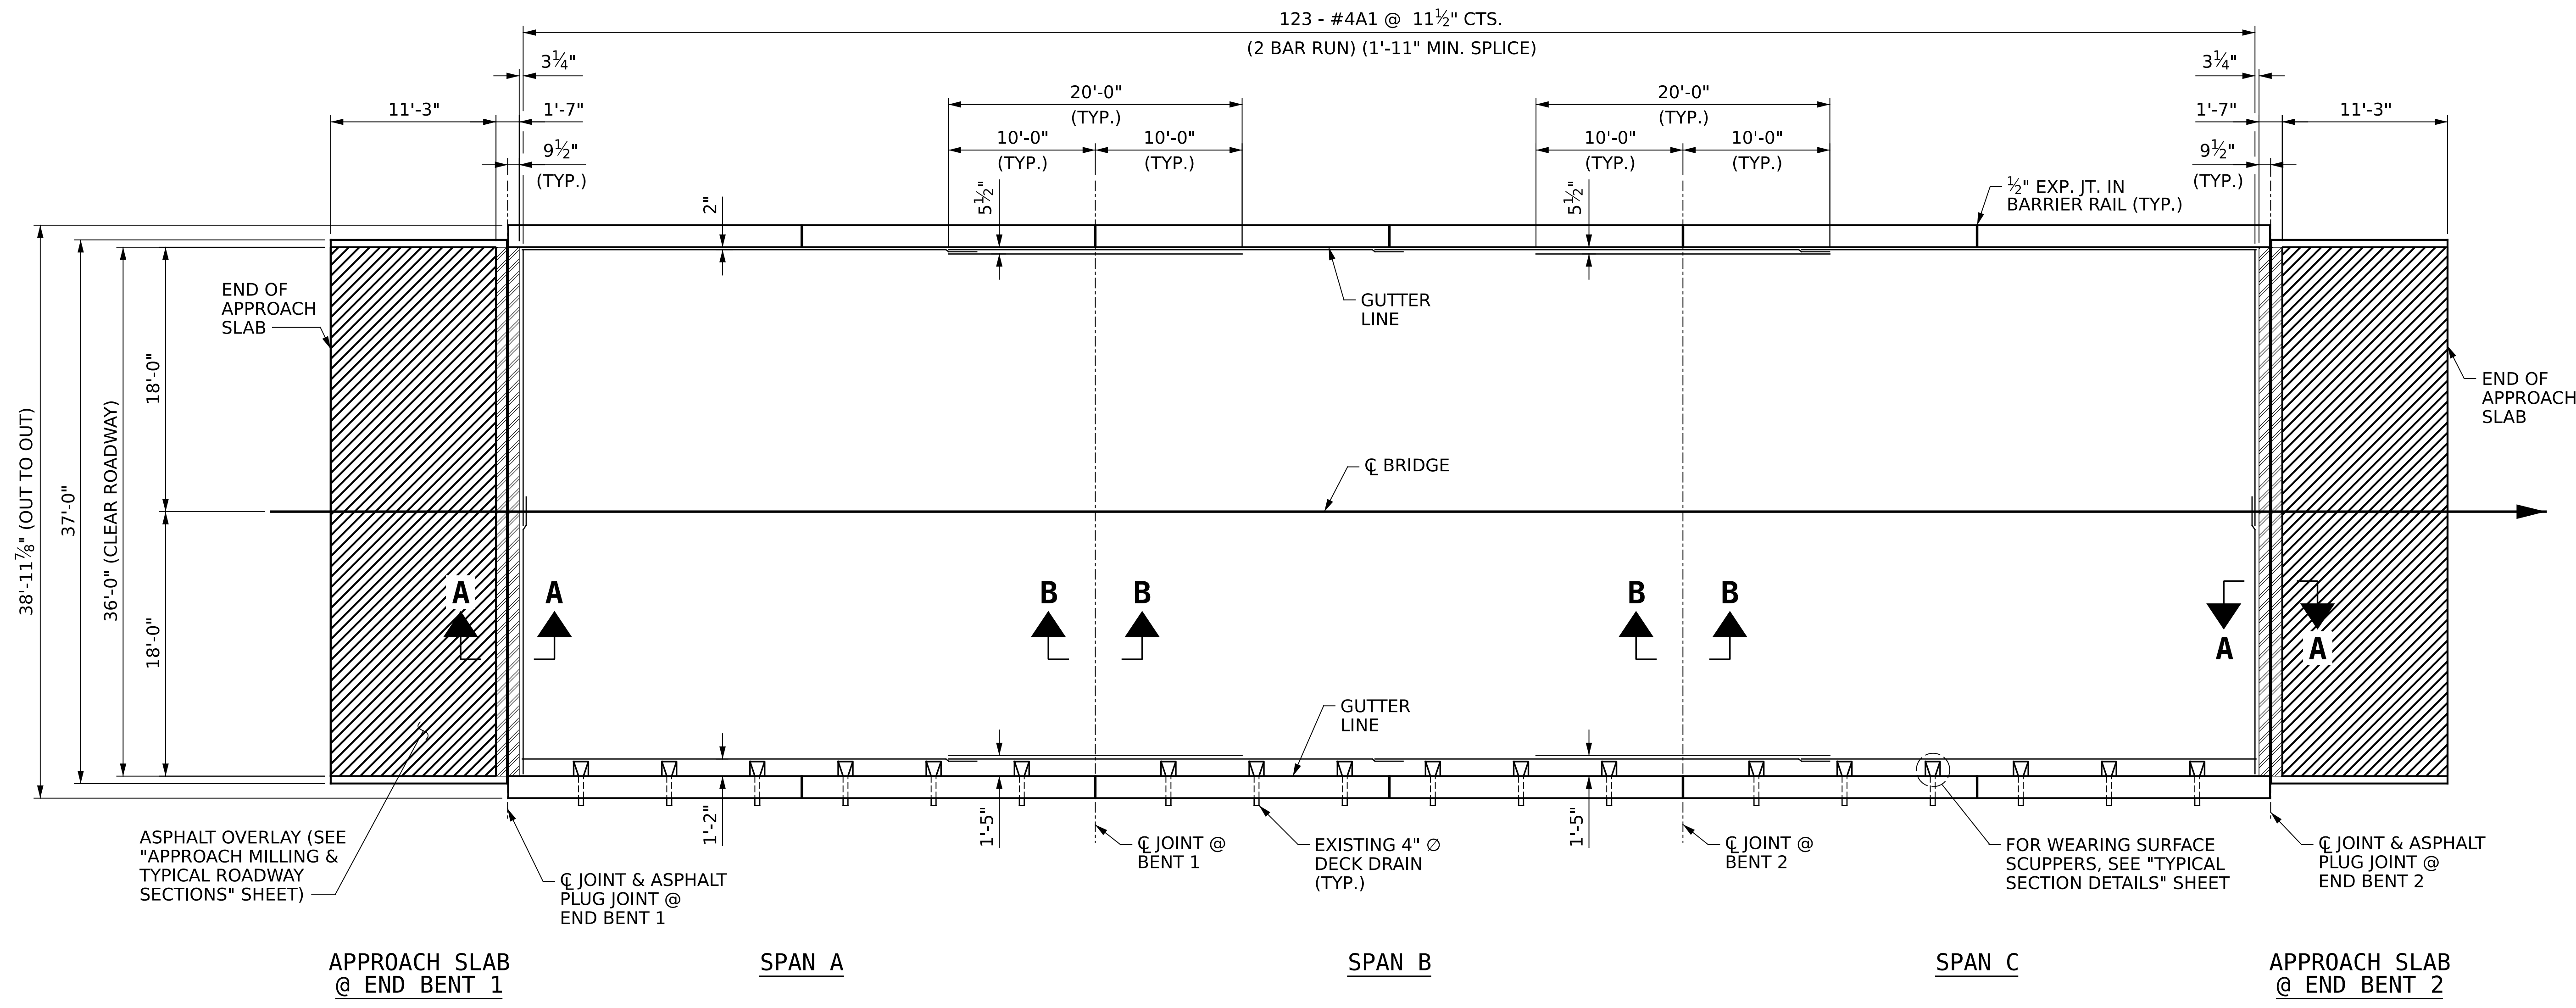 123 - #4A1 @ 11½" CTS.
(2 BAR RUN) (1'-11" MIN. SPLICE)
3¼"
3¼"
11'-3"
1'-7"
20'-0"
(TYP.)
20'-0"
(TYP.)
1'-7"
11'-3"
9½"
(TYP.)
10'-0"
(TYP.)
10'-0"
(TYP.)
10'-0"
(TYP.)
10'-0"
(TYP.)
9½"
(TYP.)
2"
5½"
5½"
½" EXP. JT. IN
BARRIER RAIL (TYP.)
END OF
APPROACH
SLAB
GUTTER
LINE
END OF
APPROACH
SLAB
38'-11⅞" (OUT TO OUT)
37'-0"
36'-0" (CLEAR ROADWAY)
18'-0"
18'-0"
℄ BRIDGE
A
A
B
B
B
B
A
A
GUTTER
LINE
1'-2"
1'-5"
1'-5"
ASPHALT OVERLAY (SEE
"APPROACH MILLING &
TYPICAL ROADWAY
SECTIONS" SHEET)
℄ JOINT & ASPHALT
PLUG JOINT @
END BENT 1
℄ JOINT @
BENT 1
EXISTING 4" ∅
DECK DRAIN
(TYP.)
℄ JOINT @
BENT 2
FOR WEARING SURFACE
SCUPPERS, SEE "TYPICAL
SECTION DETAILS" SHEET
℄ JOINT & ASPHALT
PLUG JOINT @
END BENT 2
APPROACH SLAB
@ END BENT 1
SPAN A
SPAN B
SPAN C
APPROACH SLAB
@ END BENT 2